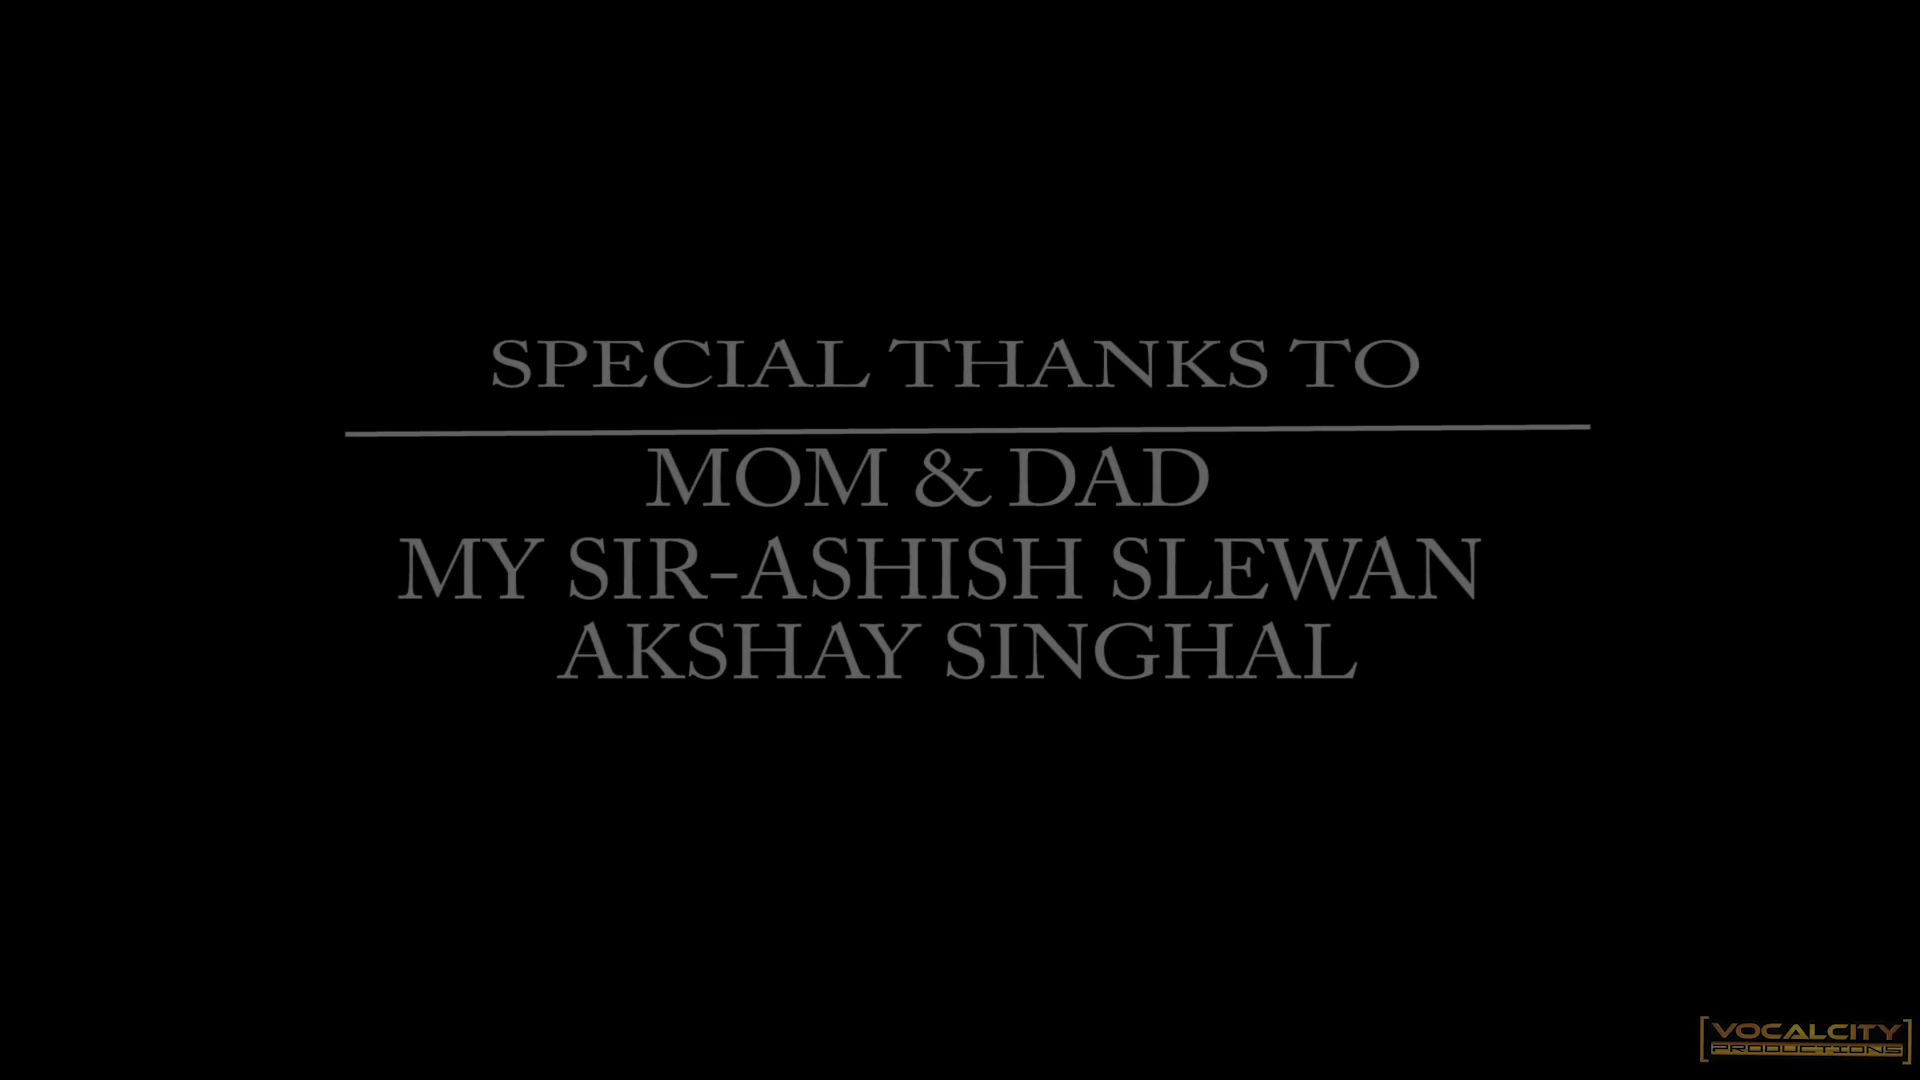 SPECIAL THANKS TO
MOM & DAD
MY SIR-ASHISH SLEWAN
AKSHAY SINGHAL
[VOCALCITY
PRODUCTIONS]